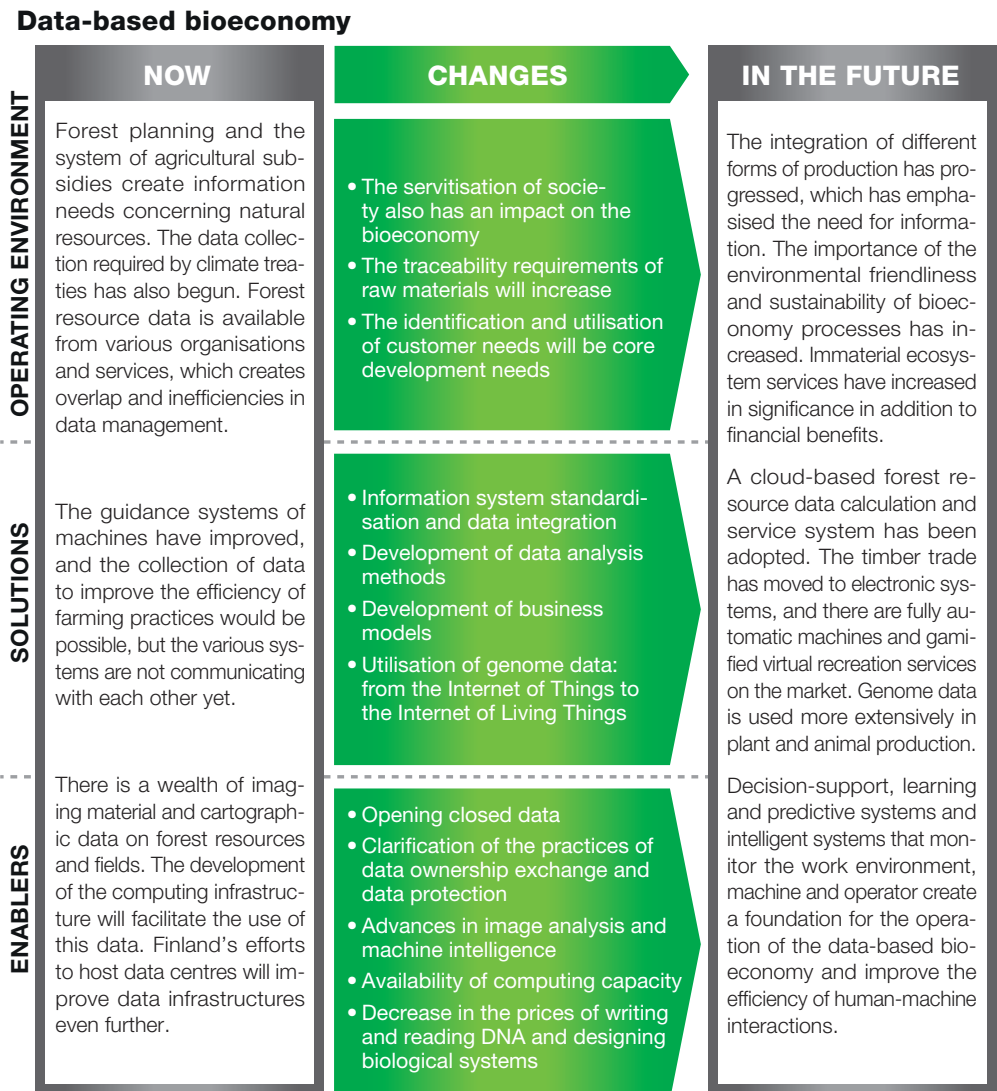 Data-based bioeconomy
NOW
CHANGES
IN THE FUTURE
OPERATING ENVIRONMENT
Forest planning and the
system of agricultural sub-
sidies create information
needs concerning natural
resources. The data collec-
tion required by climate trea-
ties has also begun. Forest
resource data is available
from various organisations
and services, which creates
overlap and inefficiencies in
data management.
• The servitisation of socie-
ty also has an impact on the
bioeconomy
• The traceability requirements of
raw materials will increase
• The identification and utilisation
of customer needs will be core
development needs
The integration of different
forms of production has pro-
gressed, which has empha-
sised the need for informa-
tion. The importance of the
environmental friendliness
and sustainability of bioec-
onomy processes has in-
creased. Immaterial ecosys-
tem services have increased
in significance in addition to
financial benefits.
SOLUTIONS
The guidance systems of
machines have improved,
and the collection of data
to improve the efficiency of
farming practices would be
possible, but the various sys-
tems are not communicating
with each other yet.
• Information system standardi-
sation and data integration
• Development of data analysis
methods
• Development of business
models
• Utilisation of genome data:
from the Internet of Things to
the Internet of Living Things
A cloud-based forest re-
source data calculation and
service system has been
adopted. The timber trade
has moved to electronic sys-
tems, and there are fully au-
tomatic machines and gami-
fied virtual recreation services
on the market. Genome data
is used more extensively in
plant and animal production.
ENABLERS
There is a wealth of imag-
ing material and cartograph-
ic data on forest resources
and fields. The development
of the computing infrastruc-
ture will facilitate the use of
this data. Finland's efforts
to host data centres will im-
prove data infrastructures
even further.
• Opening closed data
• Clarification of the practices of
data ownership exchange and
data protection
• Advances in image analysis and
machine intelligence
• Availability of computing capacity
• Decrease in the prices of writing
and reading DNA and designing
biological systems
Decision-support, learning
and predictive systems and
intelligent systems that mon-
itor the work environment,
machine and operator create
a foundation for the opera-
tion of the data-based bio-
economy and improve the
efficiency of human-machine
interactions.